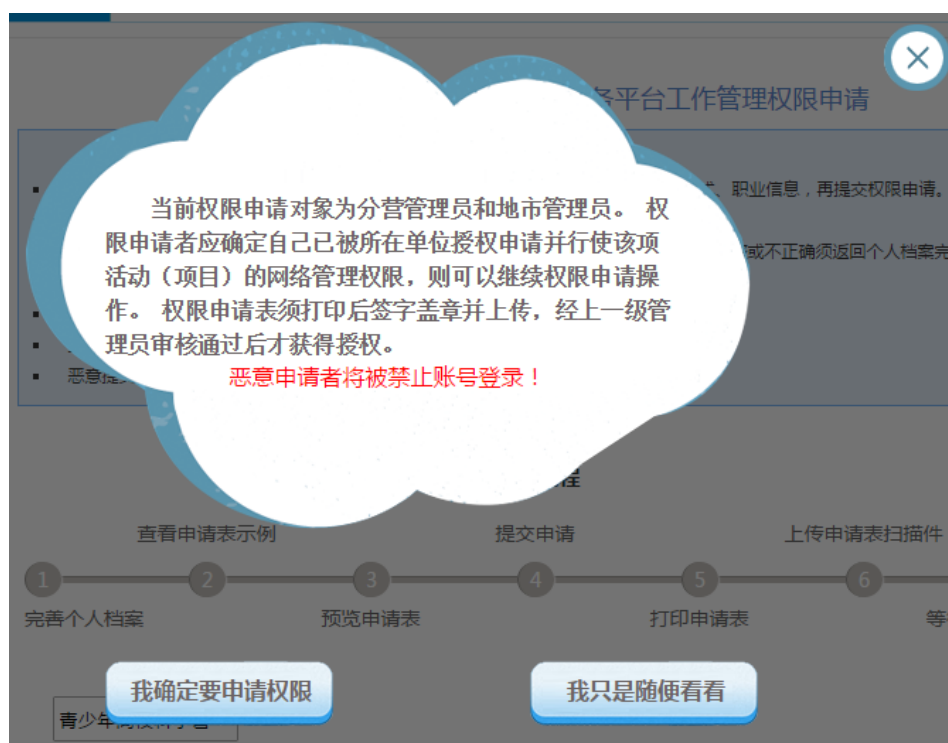 务平台工作管理权限申请
、职业信息，再提交权限申请。
当前权限申请对象为分营管理员和地市管理员。 权
限申请者应确定自己已被所在单位授权申请并行使该项
活动（项目）的网络管理权限，则可以继续权限申请操
作。 权限申请表须打印后签字盖章并上传，经上一级管
理员审核通过后才获得授权。
恶意申请者将被禁止账号登录！
或不正确须返回个人档案完
恶意提
程
查看申请表示例
提交申请
上传申请表扫描件
1
2
3
4
5
6
完善个人档案
预览申请表
打印申请表
等
我确定要申请权限
我只是随便看看
青少年高校科学营